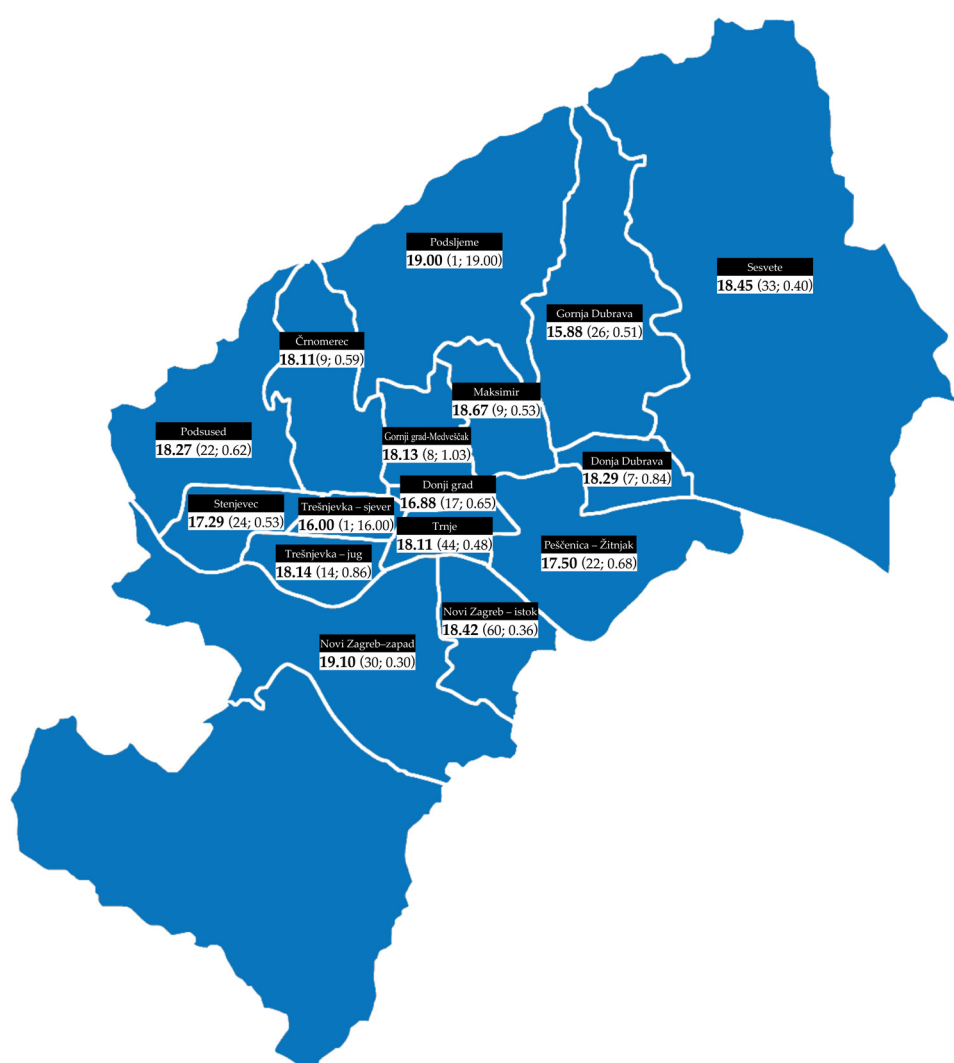 Podsljeme
19.00 (1; 19.00)
Sesvete
18.45 (33; 0.40)
Gornja Dubrava
15.88 (26; 0.51)
Črnomerec
18.11(9; 0.59)
Maksimir
18.67 (9; 0.53)
Podsused
18.27 (22; 0.62)
Gornji grad-Medveščak
18.13 (8; 1.03)
Donja Dubrava
18.29 (7; 0.84)
Donji grad
16.88 (17; 0.65)
Stenjevec
17.29 (24; 0.53)
Trešnjevka – sjever
16.00 (1; 16.00)
Trnje
18.11 (44; 0.48)
Peščenica – Žitnjak
17.50 (22; 0.68)
Trešnjevka – jug
18.14 (14; 0.86)
Novi Zagreb – istok
18.42 (60; 0.36)
Novi Zagreb–zapad
19.10 (30; 0.30)